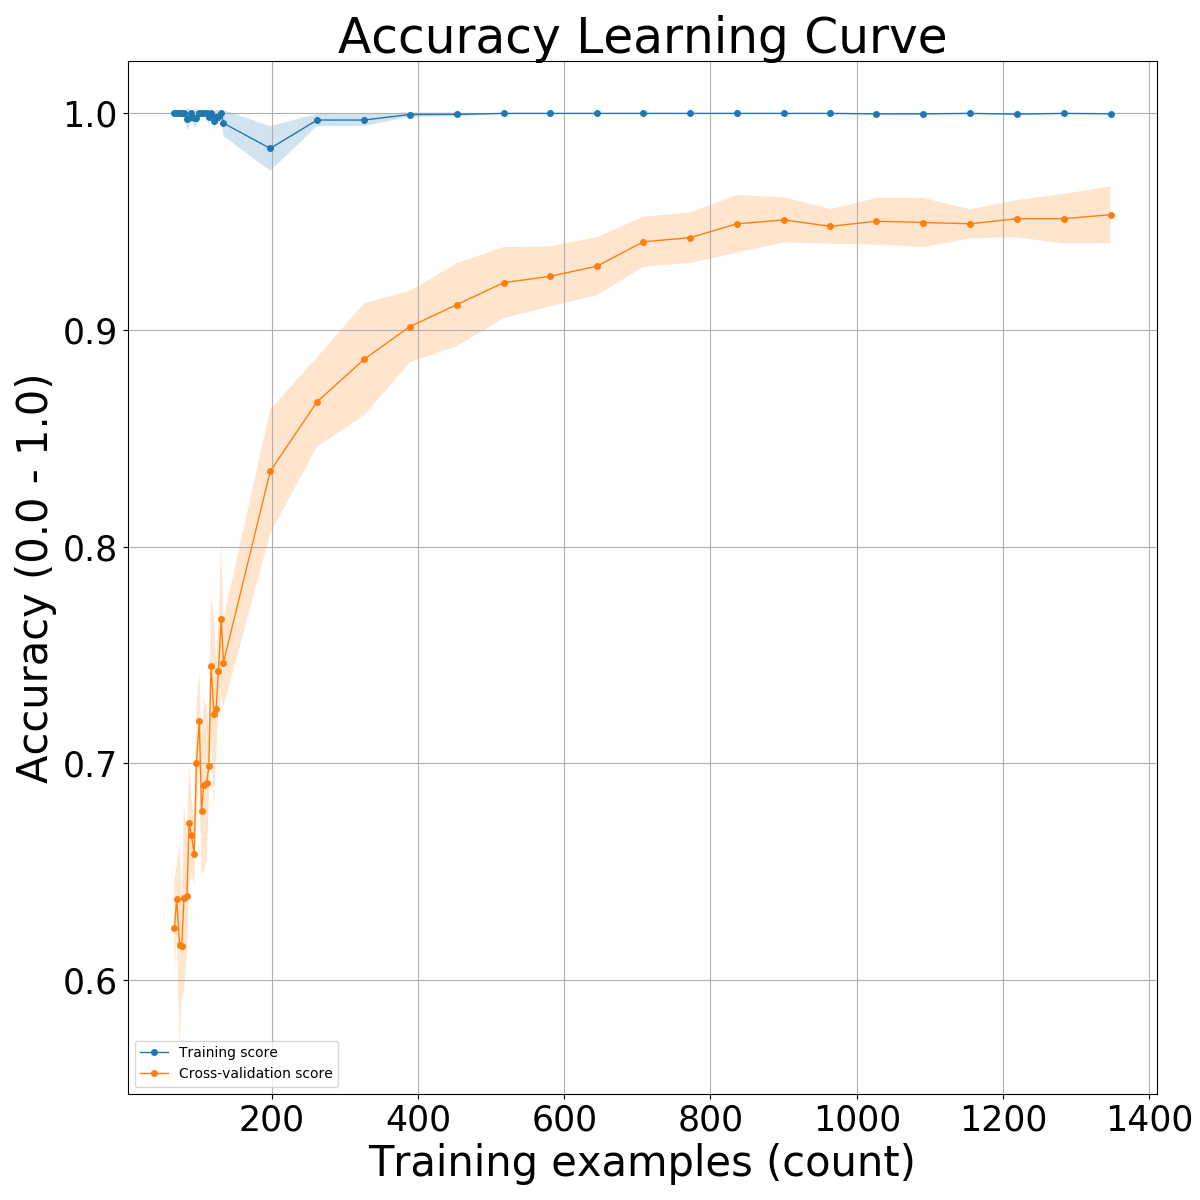 Accuracy Learning Curve
Accuracy (0.0 - 1.0)
1.0
0.9
0.8
0.7
0.6
Training score
Cross-validation score
200 400 600 800 1000 1200 1400
Training examples (count)